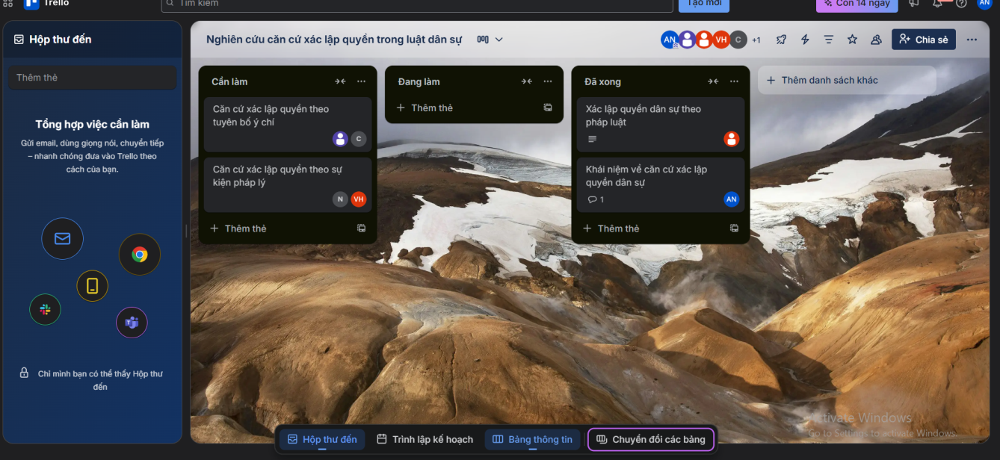 Trello
Tìm kiếm
Tạo mới
Còn 14 ngày
AN
Hộp thư đến
Thêm thẻ
Tổng hợp việc cần làm
Gửi email, dùng giọng nói, chuyển tiếp
– nhanh chóng đưa vào Trello theo
cách của bạn.
Chỉ mình bạn có thể thấy Hộp thư
đến
Nghiên cứu căn cứ xác lập quyền trong luật dân sự
AN
VH
C
+1
Chia sẻ
Cần làm
Căn cứ xác lập quyền theo
tuyên bố ý chí
C
Căn cứ xác lập quyền theo sự
kiện pháp lý
N
VH
Thêm thẻ
Đang làm
Thêm thẻ
Đã xong
Xác lập quyền dân sự theo
pháp luật
Khái niệm về căn cứ xác lập
quyền dân sự
1
AN
Thêm thẻ
Thêm danh sách khác
Activate Windows
Go to Settings to activate Windows.
Hộp thư đến
Trình lập kế hoạch
Bảng thông tin
Chuyển đổi các bảng